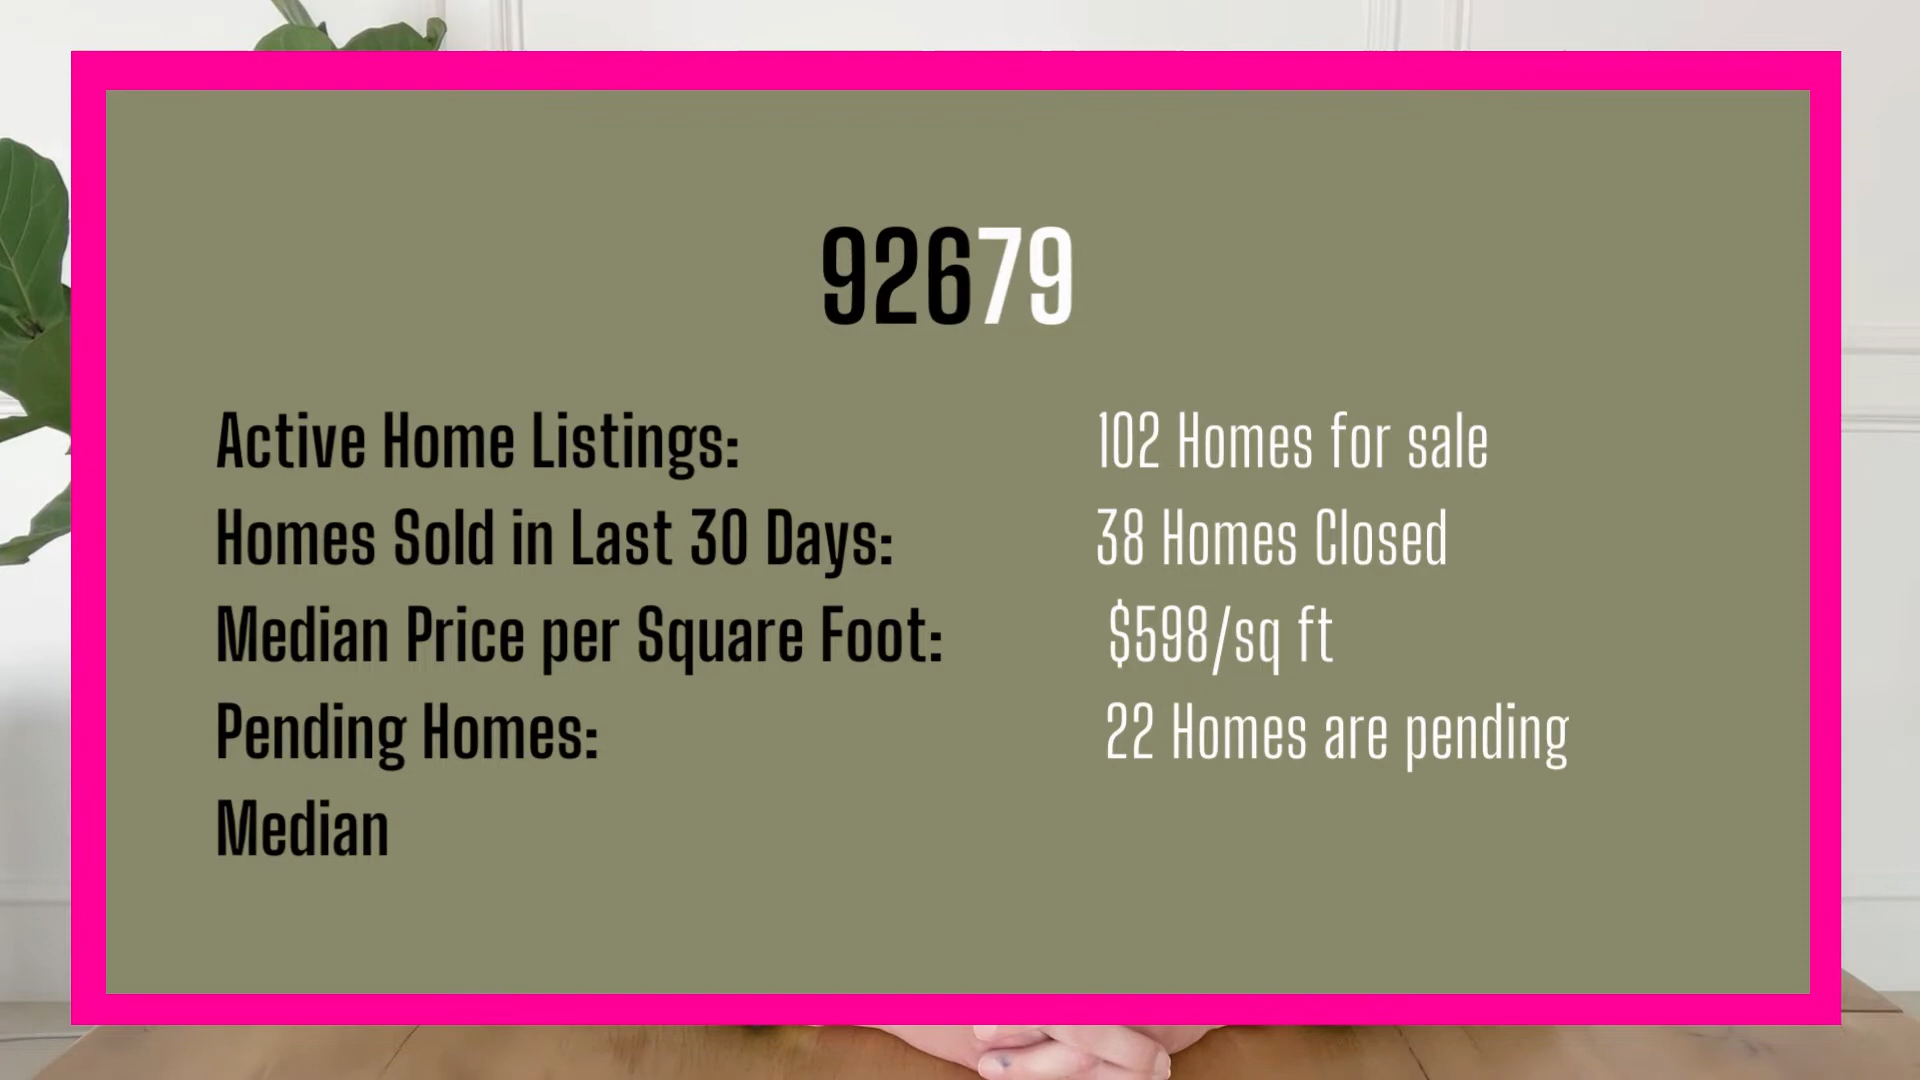 92679
Active Home Listings: 102 Homes for sale
Homes Sold in Last 30 Days: 38 Homes Closed
Median Price per Square Foot: $598/sq ft
Pending Homes: 22 Homes are pending
Median